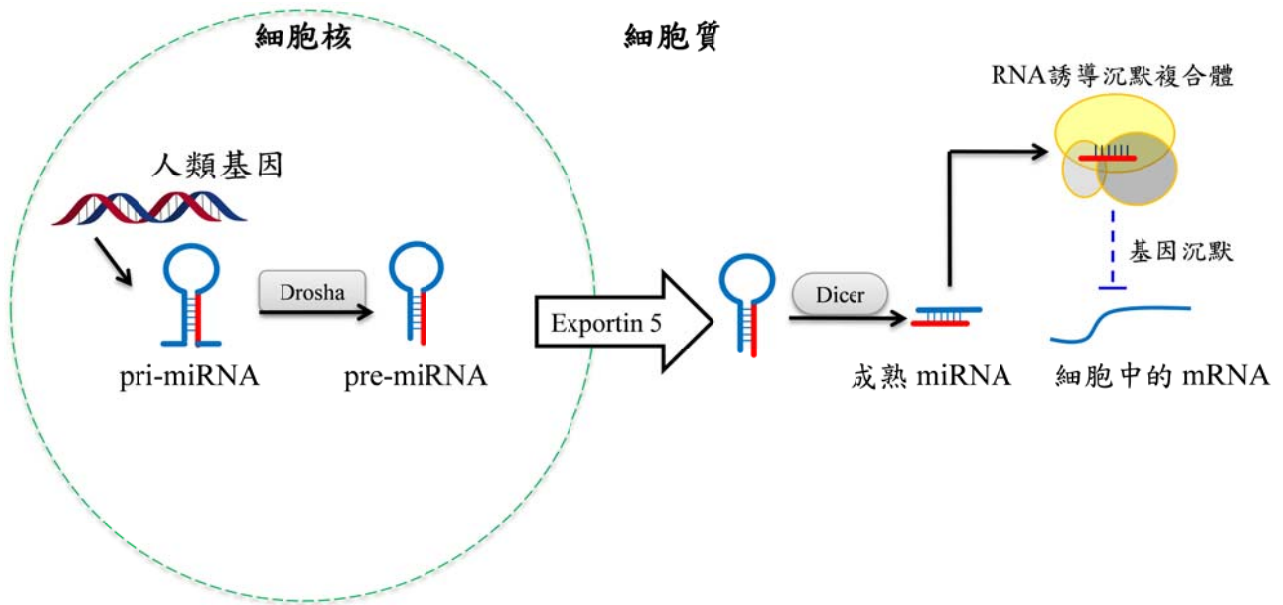 細胞核
細胞質
RNA誘導沉默複合體
人類基因
基因沉默
Drosha
Dicer
Exportin 5
pri-miRNA
pre-miRNA
成熟 miRNA
細胞中的 mRNA